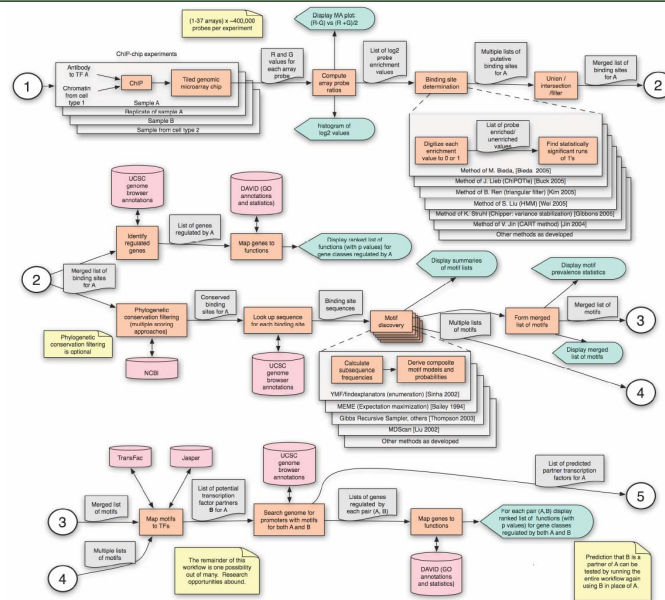 (1-37 arrays) x ~400,000
probes per experiment
Display MA plot:
(R-G) vs (R +G)/2
ChIP-chip experiments
Antibody
to TF A
Chromatin
from cell
type 1
ChIP
Tiled genomic
microarray chip
Sample A
Replicate of sample A
Sample B
Sample from cell type 2
1
R and G
values for
each array
probe
Compute
array probe
ratios
List of log2
probe
enrichment
values
histogram of
log2 values
Binding site
determination
Multiple lists of
putative
binding sites
for A
Union /
intersection
/filter
Merged list of
binding sites
for A
2
Digitize each
enrichment
value to 0 or 1
List of probe
enriched/
unenriched
values
Find statistically
significant runs
of 1's
Method of M. Bieda, [Bieda, 2006]
Method of J. Lieb (ChIPOTle) [Buck 2005]
Method of B. Ren (triangular filter) [Kim 2005]
Method of S. Liu (HMM) [Wei 2005]
Method of K. Struhl (Chipper: variance stabilization) [Gibbons 2005]
Method of V. Jin (CART method) [Jin 2004]
Other methods as developed
UCSC
genome
browser
annotations
DAVID (GO
annotations
and statistics)
Identify
regulated
genes
List of genes
regulated by A
Map genes to
functions
Display ranked list of
functions (with p values) for
gene classes regulated by A
2
Merged list of
binding sites
for A
Phylogenetic
conservation filtering
is optional
Phylogenetic
conservation filtering
(multiple scoring
approaches)
NCBI
Conserved
binding
sites for A
Look up sequence
for each binding site
UCSC
genome
browser
annotations
Binding site
sequences
Motif
discovery
Display summaries
of motif lists
Multiple lists
of motifs
Form merged
list of motifs
Display motif
prevalence statistics
Merged list of
motifs
3
Display merged
list of motifs
4
Calculate
subsequence
frequencies
Derive composite
motif models and
probabilities
YMF/findexplanators (enumeration) [Sinha 2002]
MEME (Expectation maximization) [Bailey 1994]
Gibbs Recursive Sampler, others [Thompson 2003]
MDScan [Liu 2002]
Other methods as developed
TransFac
Jaspar
3
Merged list
of motifs
4
Multiple lists
of motifs
Map motifs
to TFs
List of potential
transcription
factor partners
B for A
The remainder of this
workflow is one possibility
out of many. Research
opportunities abound.
UCSC
genome
browser
annotations
Search genome for
promoters with motifs
for both A and B
List of predicted
partner transcription
factors for A
5
Lists of genes
regulated by
each pair (A, B)
Map genes to
functions
DAVID (GO
annotations
and statistics)
For each pair (A,B) display
ranked list of functions (with
p values) for gene classes
regulated by both A and B
Prediction that B is a
partner of A can be
tested by running the
entire workflow again
using B in place of A.